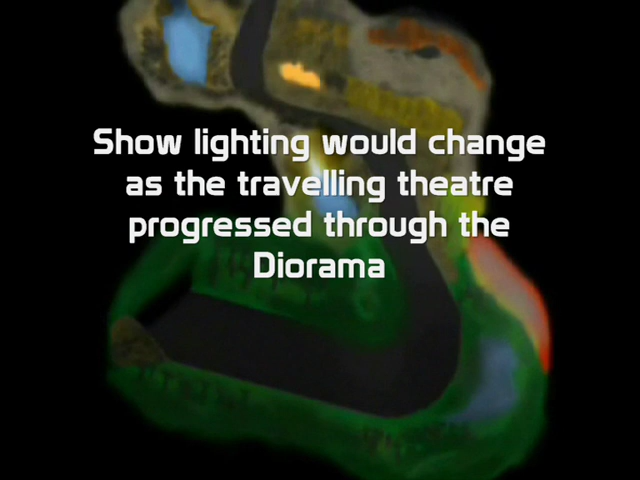 Show lighting would change
as the travelling theatre
progressed through the
Diorama